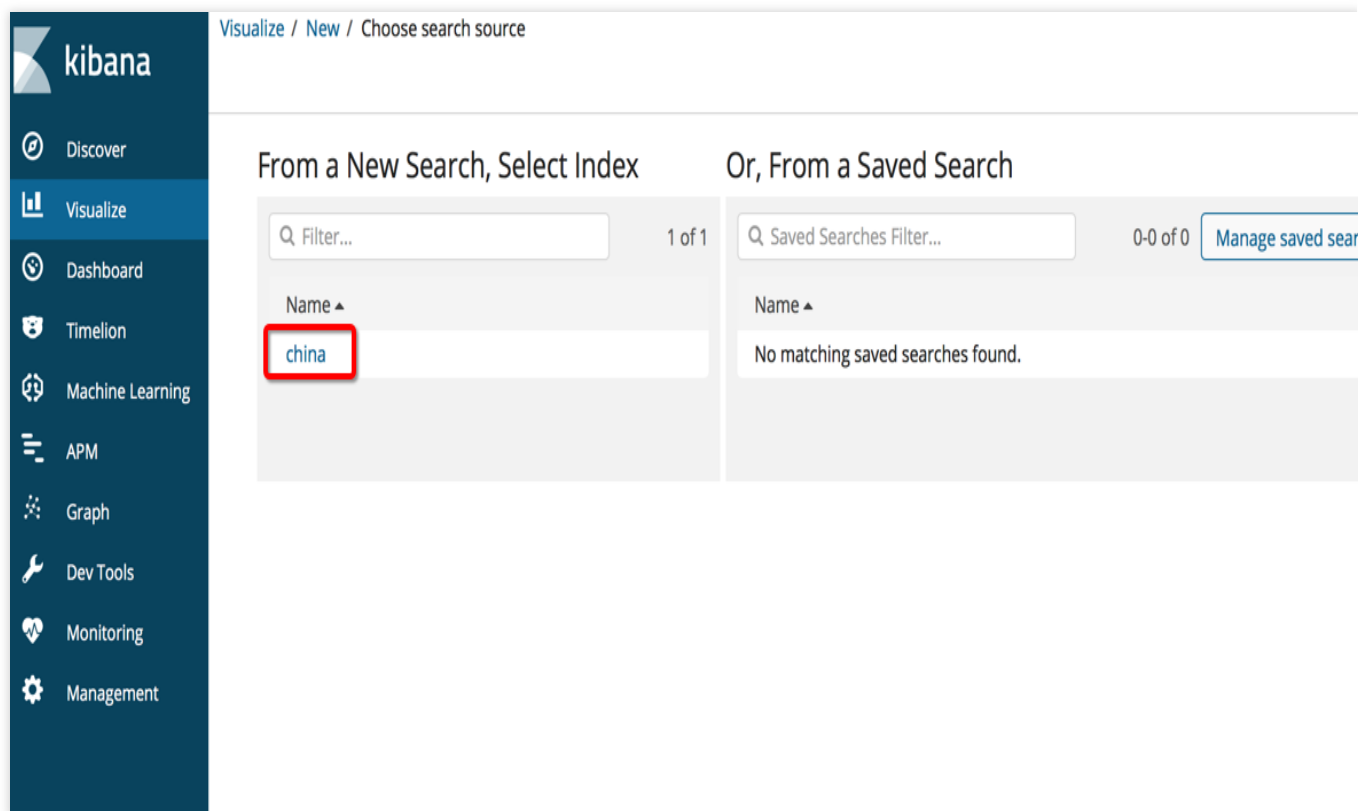 Visualize / New / Choose search source
kibana
Discover
Visualize
Dashboard
Timelion
Machine Learning
APM
Graph
Dev Tools
Monitoring
Management
From a New Search, Select Index
Filter...
1 of 1
Name
china
Or, From a Saved Search
Saved Searches Filter...
0-0 of 0
Manage saved sear
Name
No matching saved searches found.